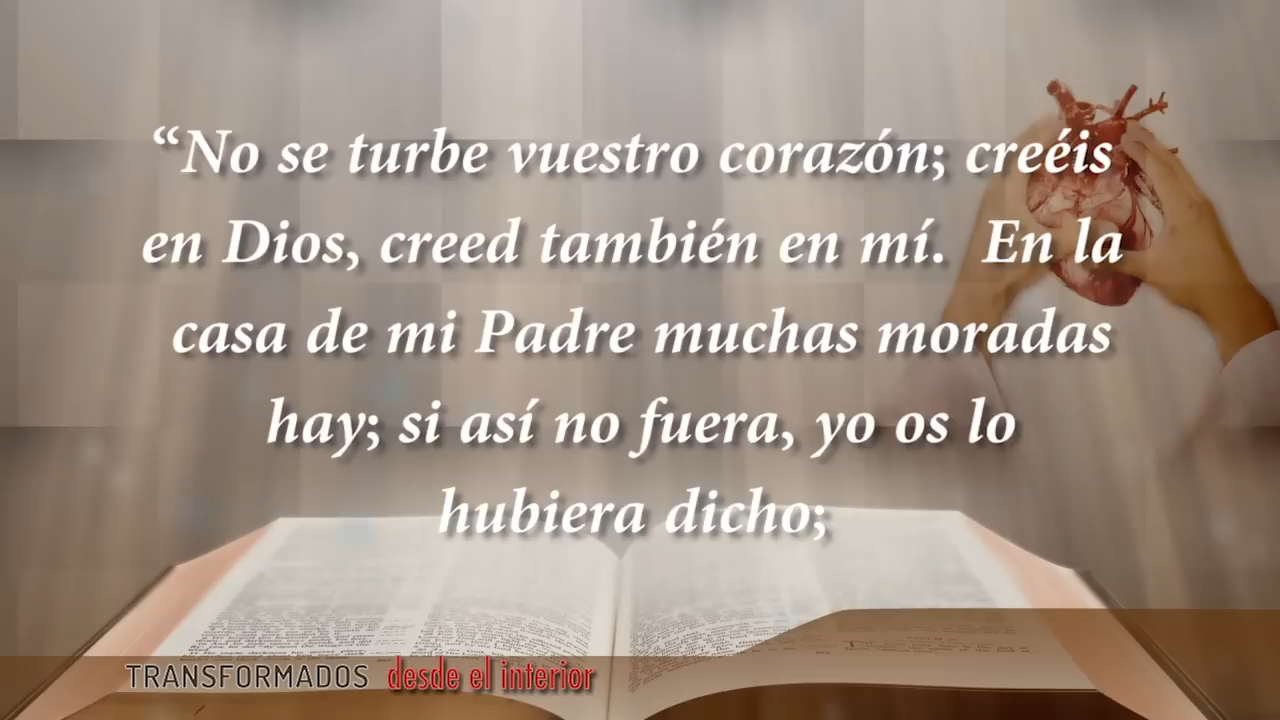 “No se turbe vuestro corazón; creéis
en Dios, creed también en mí. En la
casa de mi Padre muchas moradas
hay; si así no fuera, yo os lo
hubiera dicho;
TRANSFORMADOS desde el interior